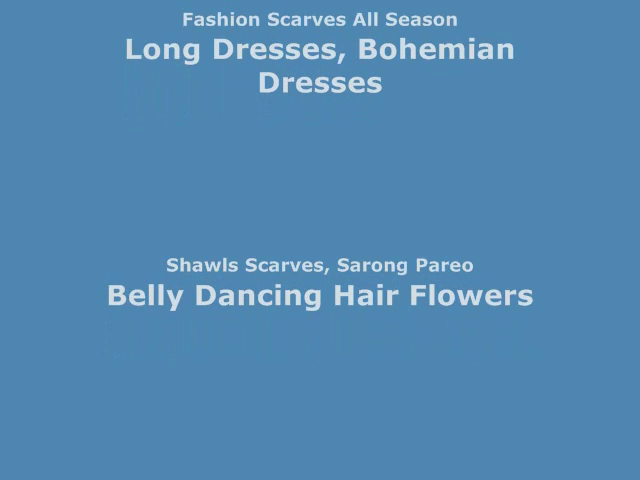 Fashion Scarves All Season
Long Dresses, Bohemian
Dresses
Shawls Scarves, Sarong Pareo
Belly Dancing Hair Flowers